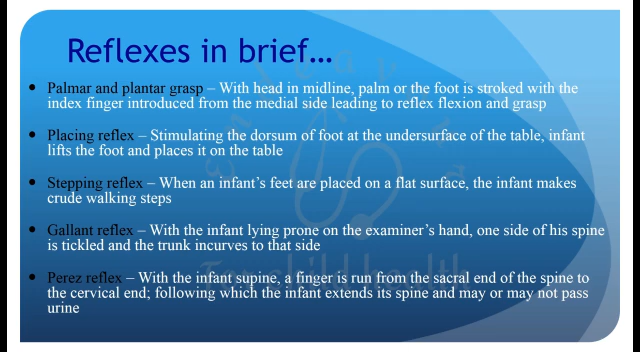 Reflexes in brief…
• Palmar and plantar grasp – With head in midline, palm or the foot is stroked with the
index finger introduced from the medial side leading to reflex flexion and grasp
• Placing reflex – Stimulating the dorsum of foot at the undersurface of the table, infant
lifts the foot and places it on the table
• Stepping reflex – When an infant's feet are placed on a flat surface, the infant makes
crude walking steps
• Gallant reflex – With the infant lying prone on the examiner's hand, one side of his spine
is tickled and the trunk incurves to that side
• Perez reflex – With the infant supine, a finger is run from the sacral end of the spine to
the cervical end; following which the infant extends its spine and may or may not pass
urine
For child health